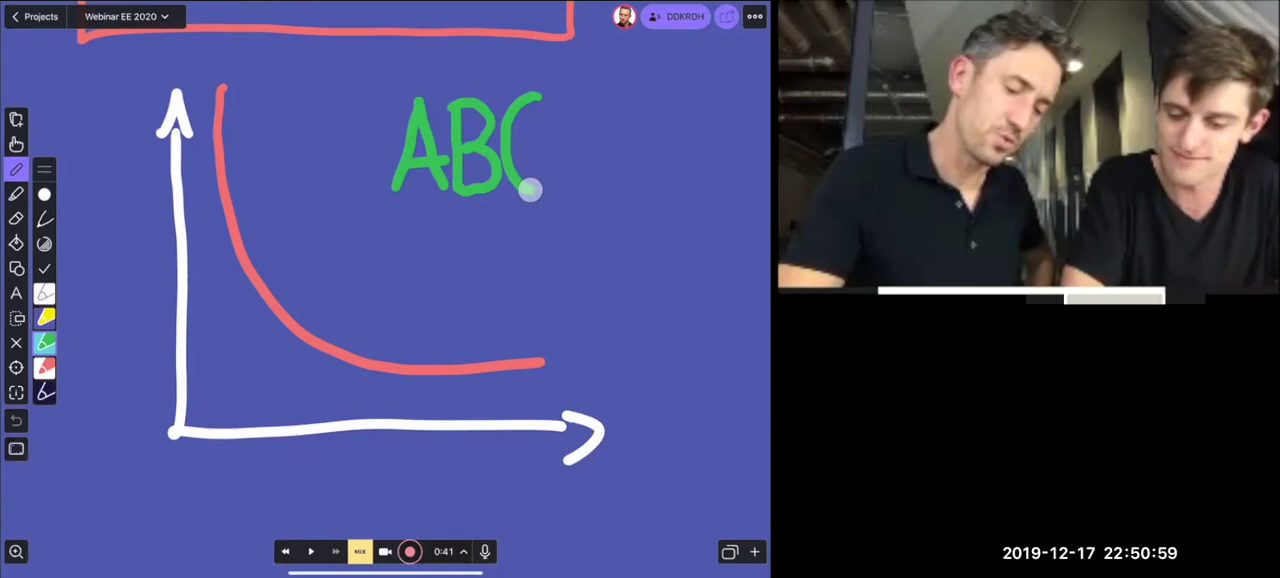 Projects
Webinar EE 2020
DDKRDH
ABC
A
MIX
0:41
2019-12-17 22:50:59